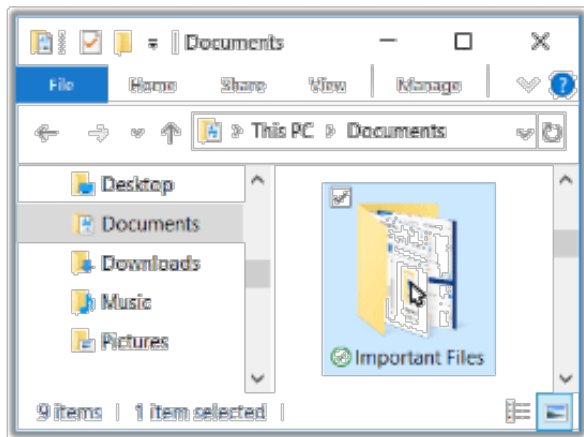 Documents
File Home Share View Manage
This PC Documents
Desktop
Documents
Downloads
Music
Pictures
Important Files
9 items 1 item selected